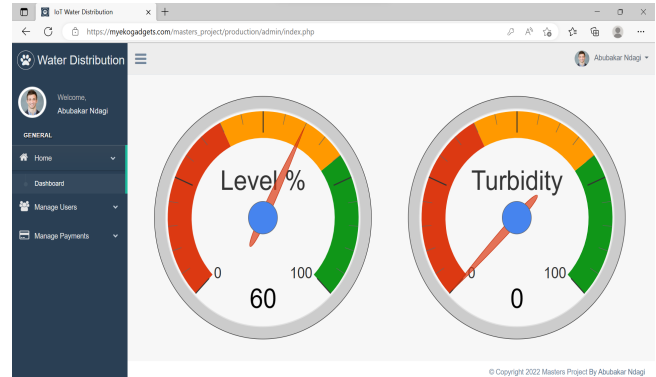 IoT Water Distribution
https://myekogadgets.com/masters_project/production/admin/index.php
Water Distribution
Abubakar Ndagi
Welcome,
Abubakar Ndagi
GENERAL
Home
Dashboard
Manage Users
Manage Payments
Level %
0
100
60
Turbidity
0
100
0
© Copyright 2022 Masters Project By Abubakar Ndagi